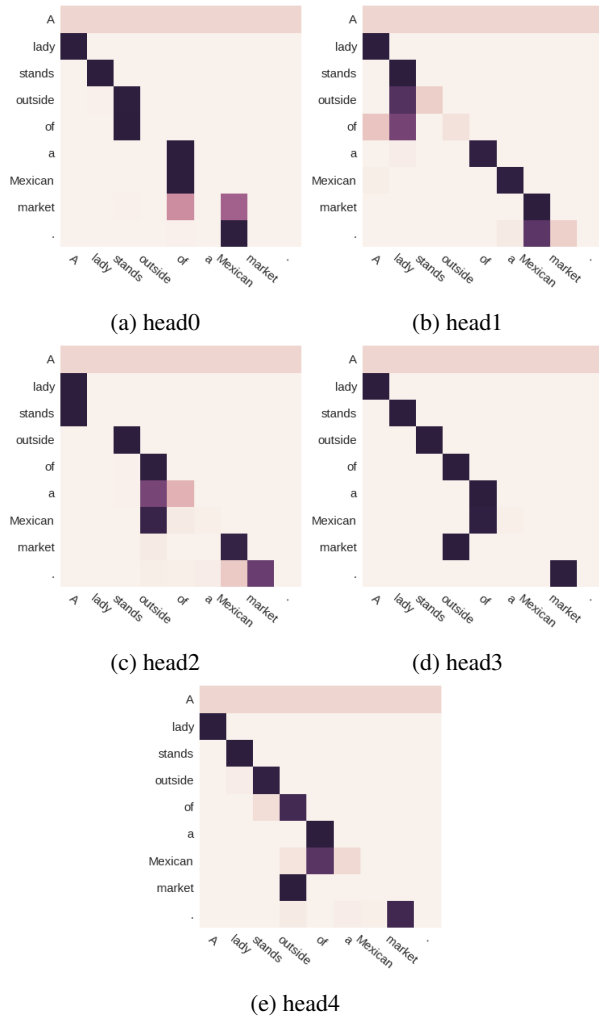 A
lady
stands
outside
of
a
Mexican
market
.
A lady stands outside of a Mexican market .
(a) head0
A
lady
stands
outside
of
a
Mexican
market
.
A lady stands outside of a Mexican market .
(b) head1
A
lady
stands
outside
of
a
Mexican
market
.
A lady stands outside of a Mexican market .
(c) head2
A
lady
stands
outside
of
a
Mexican
market
.
A lady stands outside of a Mexican market .
(d) head3
A
lady
stands
outside
of
a
Mexican
market
.
A lady stands outside of a Mexican market .
(e) head4